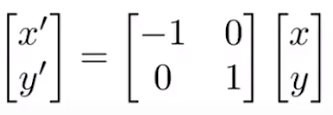 [x′ y′] = [−1 0; 0 1] [x y]